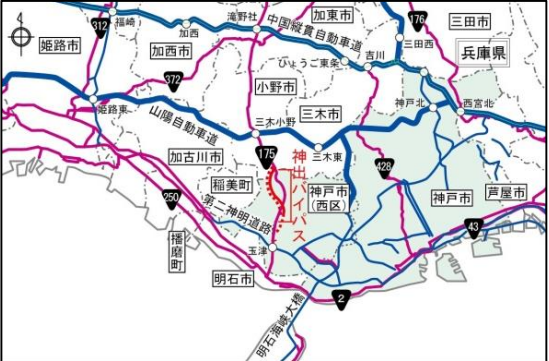 312
福崎
加西
滝野社
中国縦貫自動車道
加東市
176
三田市
姫路市
加西市
三田西
兵庫県
吉川
ひょうご東条
372
小野市
姫路東
山陽自動車道
三木小野
三木市
神戸北
西宮北
加古川市
175
三木東
428
稲美町
神出バイパス
神戸市
(西区)
神戸市
芦屋市
250
第二神明道路
43
播磨町
玉津
明石市
2
明石海峡大橋